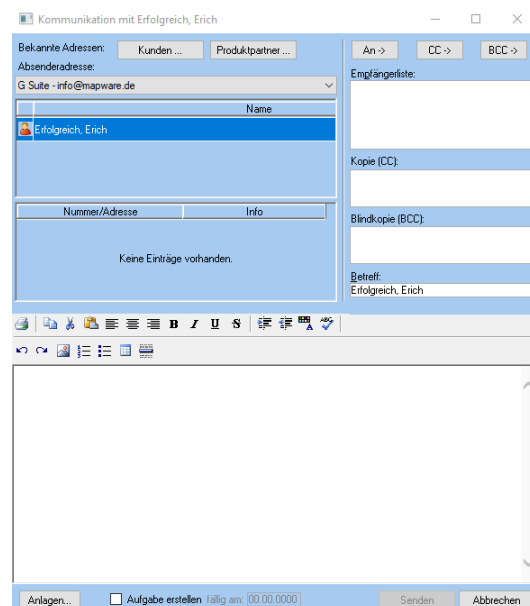 Kommunikation mit Erfolgreich, Erich
Bekannte Adressen:
Kunden ...
Produktpartner ...
Absenderadresse:
G Suite - info@mapware.de
Name
Erfolgreich, Erich
Nummer/Adresse
Info
Keine Einträge vorhanden.
An ->
CC ->
BCC ->
Empfängerliste:
Kopie (CC):
Blindkopie (BCC):
Betreff:
Erfolgreich, Erich
B I U S
A ABC
Anlagen...
Aufgabe erstellen fällig am: 00.00.0000
Senden
Abbrechen